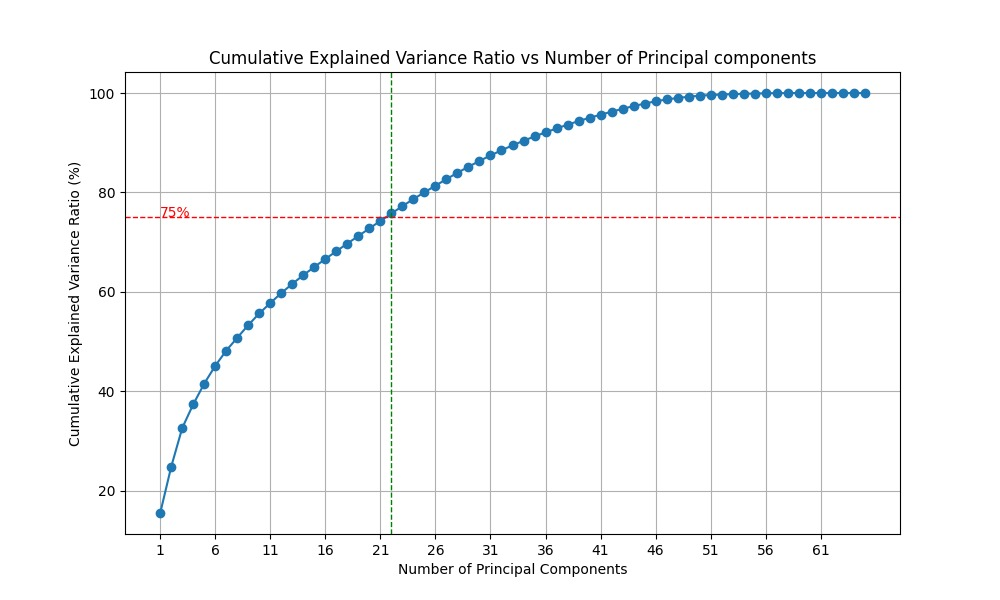 Cumulative Explained Variance Ratio vs Number of Principal components
Cumulative Explained Variance Ratio (%)
100
80
75%
60
40
20
1 6 11 16 21 26 31 36 41 46 51 56 61
Number of Principal Components